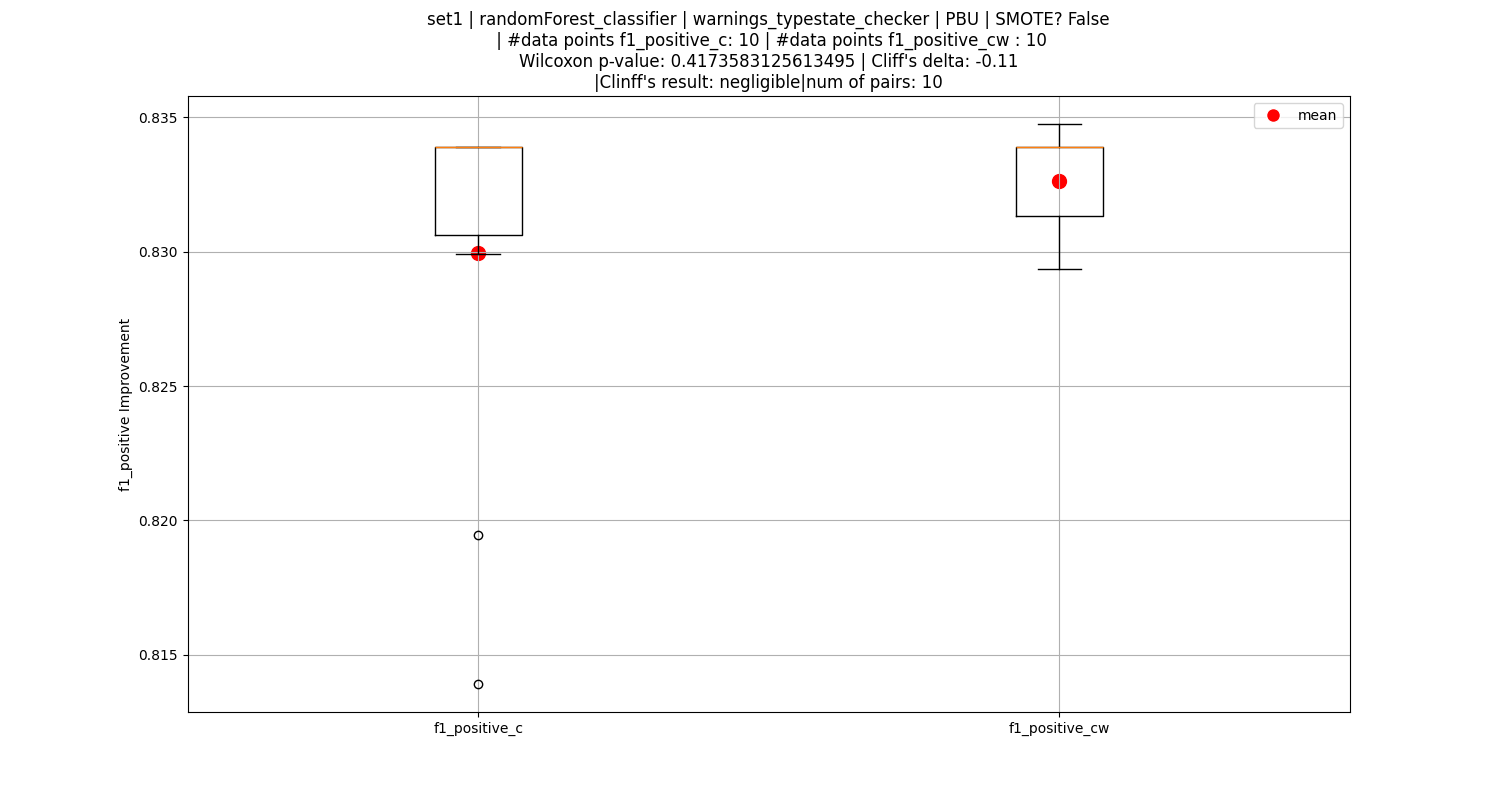 set1 | randomForest_classifier | warnings_typestate_checker | PBU | SMOTE? False
| #data points f1_positive_c: 10 | #data points f1_positive_cw : 10
Wilcoxon p-value: 0.4173583125613495 | Cliff's delta: -0.11
|Clinff's result: negligible|num of pairs: 10
mean
0.835
0.830
0.825
0.820
0.815
f1_positive Improvement
f1_positive_c
f1_positive_cw